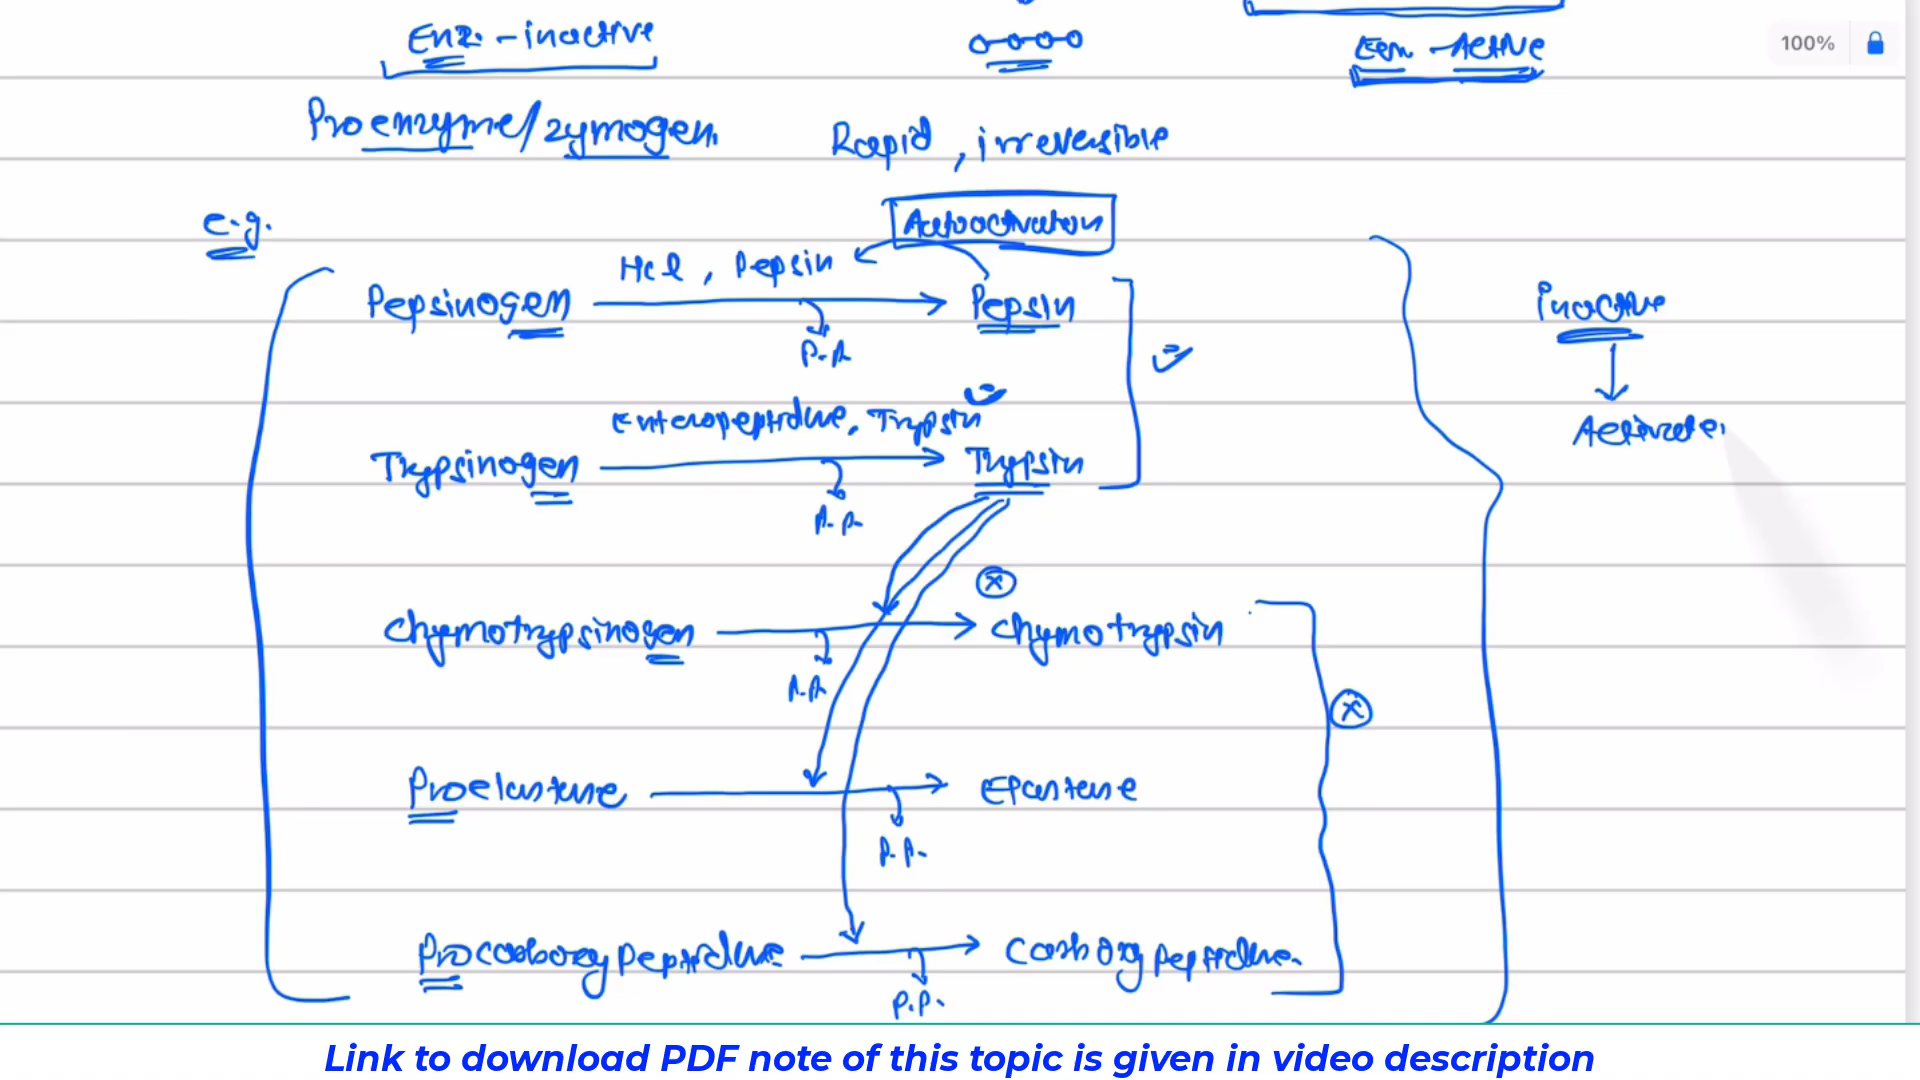 Enz. - inactive
Enz - Active
100%
Proenzyme/zymogen.
Rapid, irreversible
e.g.
Autoactivation
HCl, Pepsin
Pepsinogen → Pepsin
P.P.
inactive
↓
Activate.
Enteropeptidase, Trypsin
Trypsinogen → Trypsin
P.P.
x
Chymotrypsinogen → Chymotrypsin
P.P.
x
Proelastase → Elastase
P.P.
Procarboxypeptidase → Carboxypeptidase.
P.P.
Link to download PDF note of this topic is given in video description